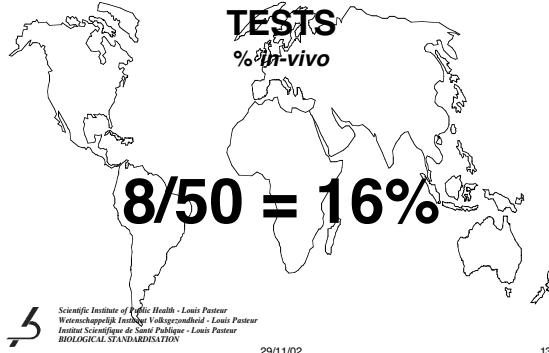 TESTS
% in-vivo
8/50 = 16%
Scientific Institute of Public Health - Louis Pasteur
Wetenschappelijk Instituut Volksgezondheid - Louis Pasteur
Institut Scientifique de Santé Publique - Louis Pasteur
BIOLOGICAL STANDARDISATION
29/11/02